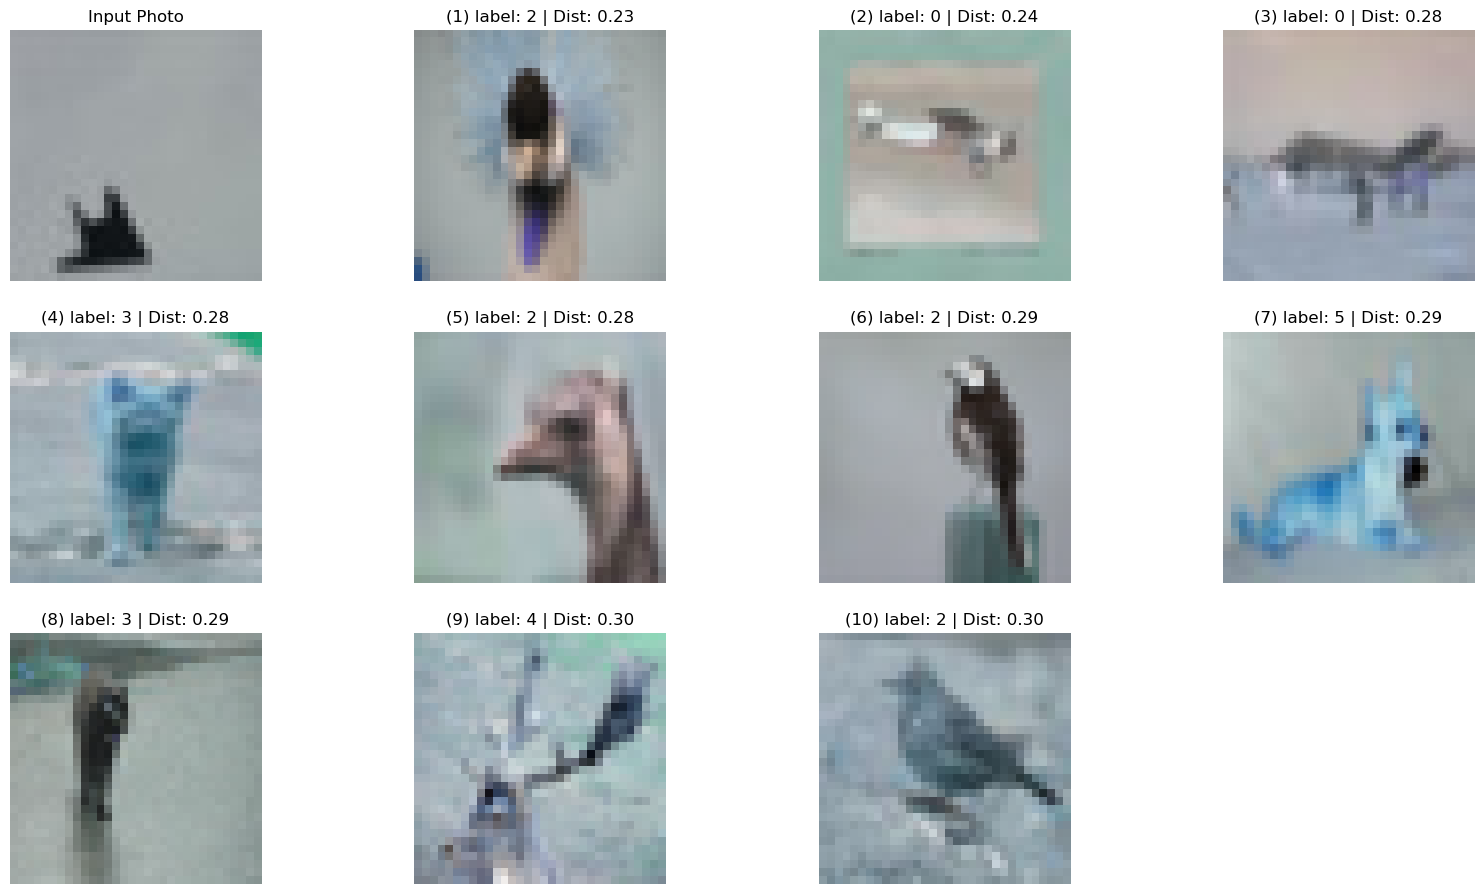 Input Photo
(1) label: 2 | Dist: 0.23
(2) label: 0 | Dist: 0.24
(3) label: 0 | Dist: 0.28
(4) label: 3 | Dist: 0.28
(5) label: 2 | Dist: 0.28
(6) label: 2 | Dist: 0.29
(7) label: 5 | Dist: 0.29
(8) label: 3 | Dist: 0.29
(9) label: 4 | Dist: 0.30
(10) label: 2 | Dist: 0.30